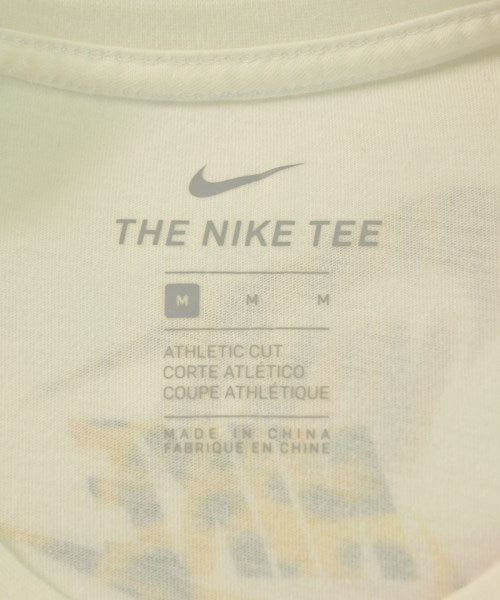 THE NIKE TEE
M M M
ATHLETIC CUT
CORTE ATLÉTICO
COUPE ATHLÉTIQUE
MADE IN CHINA
FABRIQUE EN CHINE